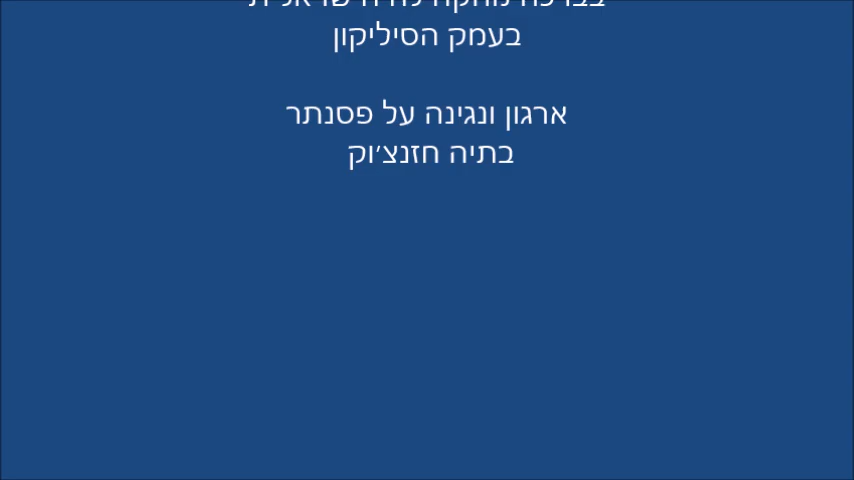 בעמק הסיליקון
ארגון ונגינה על פסנתר
בתיה חזנצ׳וק